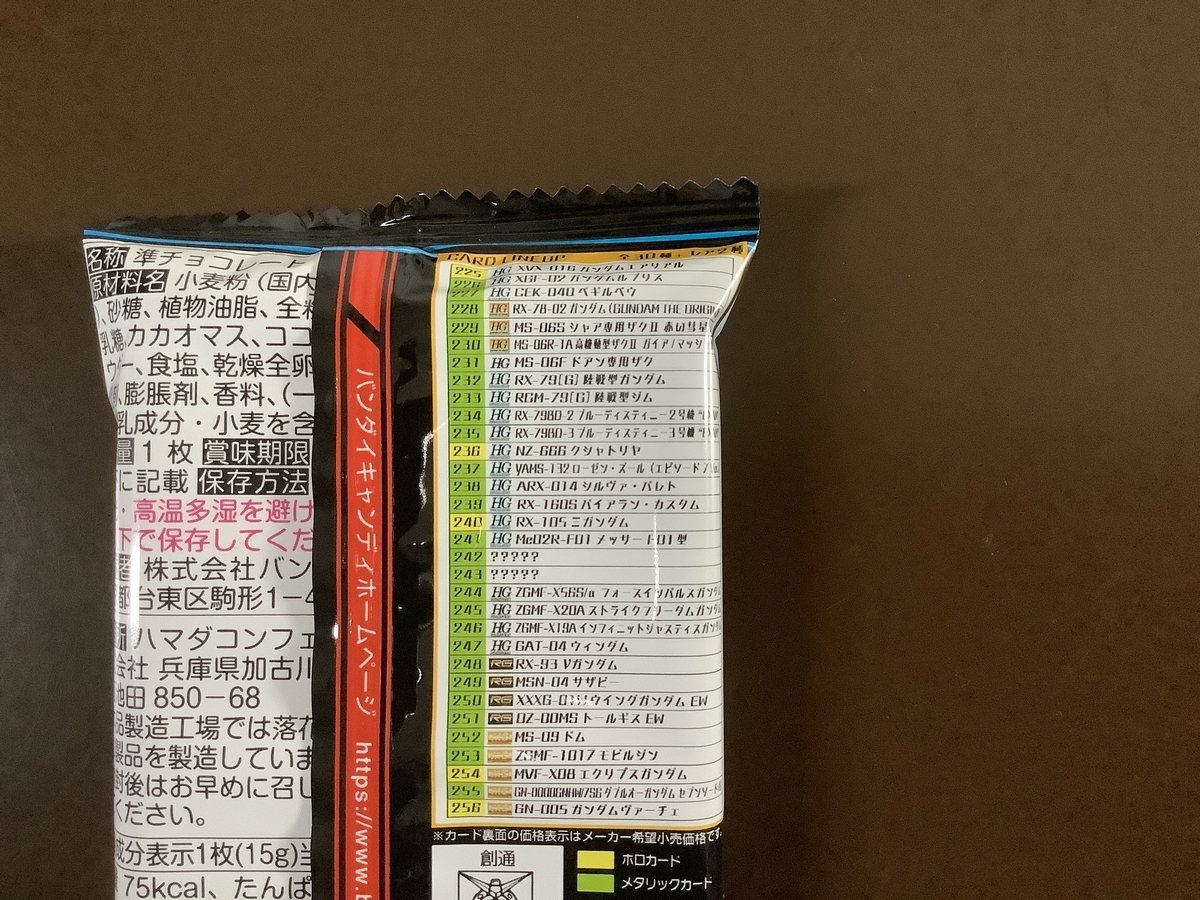 名称 準チョコレート
原材料名 小麦粉（国内
、砂糖、植物油脂、全粉
乳糖、カカオマス、ココ
ウダー、食塩、乾燥全卵
、膨脹剤、香料、（一
乳成分・小麦を含
量 1 枚 賞味期限
に記載 保存方法
・高温多湿を避け
下で保存してくだ
者 株式会社バン
都台東区駒形1-4
所 ハマダコンフェ
会社 兵庫県加古川
池田 850-68
品製造工場では落花
製品を製造していま
封後はお早めに召し
ください。
成分表示1枚(15g)当
75kcal、たんぱ
バンダイキャンディホームページ https://www.b
CARD LINEUP 全30種+レア2種
225 HG XVX-016 ガンダムエアリアル
226 HG XGF-02 ガンダムルブリス
227 HG CEK-040 ベギルベウ
228 HG RX-78-02 ガンダム(GUNDAM THE ORIGI
229 HG MS-06S シャア専用ザクⅡ 赤い彗星
230 HG MS-06R-1A 高機動型ザクⅡ ガイア/マッシ
231 HG MS-06F ドアン専用ザク
232 HG RX-79[G] 陸戦型ガンダム
233 HG RGM-79[G] 陸戦型ジム
234 HG RX-79BD-2 ブルーディスティニー2号機 "EXA
235 HG RX-79BD-3 ブルーディスティニー3号機 "EXA
236 HG NZ-666 クシャトリヤ
237 HG YAMS-132 ローゼン・ズール (エピソード7
238 HG ARX-014 シルヴァ・バレト
239 HG RX-160S バイアラン・カスタム
240 HG RX-105 Ξガンダム
241 HG Me02R-F01 メッサー F01型
242 ?????
243 ?????
244 HG ZGMF-X56S/α フォースインパルスガンダ
245 HG ZGMF-X20A ストライクフリーダムガンダ
246 HG ZGMF-X19A インフィニットジャスティスガンダ
247 HG GAT-04 ウィンダム
248 RG RX-93 νガンダム
249 RG MSN-04 サザビー
250 RG XXXG-01W ウイングガンダム EW
251 RG OZ-00MS トールギス EW
252 MS-09 ドム
253 ZGMF-1017 モビルジン
254 MVF-X08 エクリプスガンダム
255 GN-0000GNHW/7SG ダブルオーガンダム セブンソード
256 GN-005 ガンダムヴァーチェ
※カード裏面の価格表示はメーカー希望小売価格です。
創通
ホロカード
メタリックカード